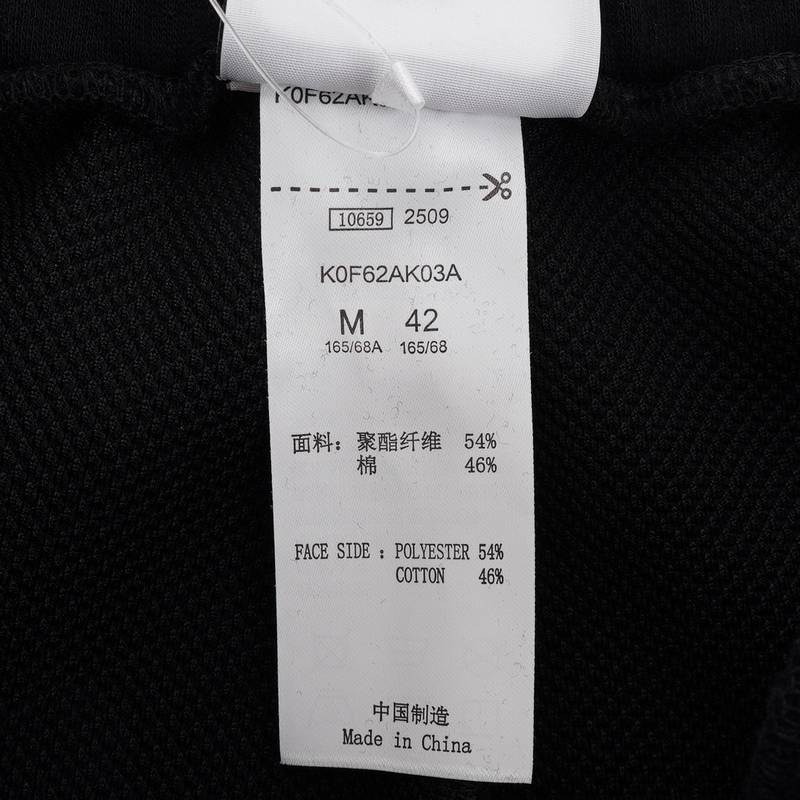 K0F62AK
10659 2509
K0F62AK03A
M 42
165/68A 165/68
面料：聚酯纤维 54%
棉 46%
FACE SIDE : POLYESTER 54%
COTTON 46%
中国制造
Made in China